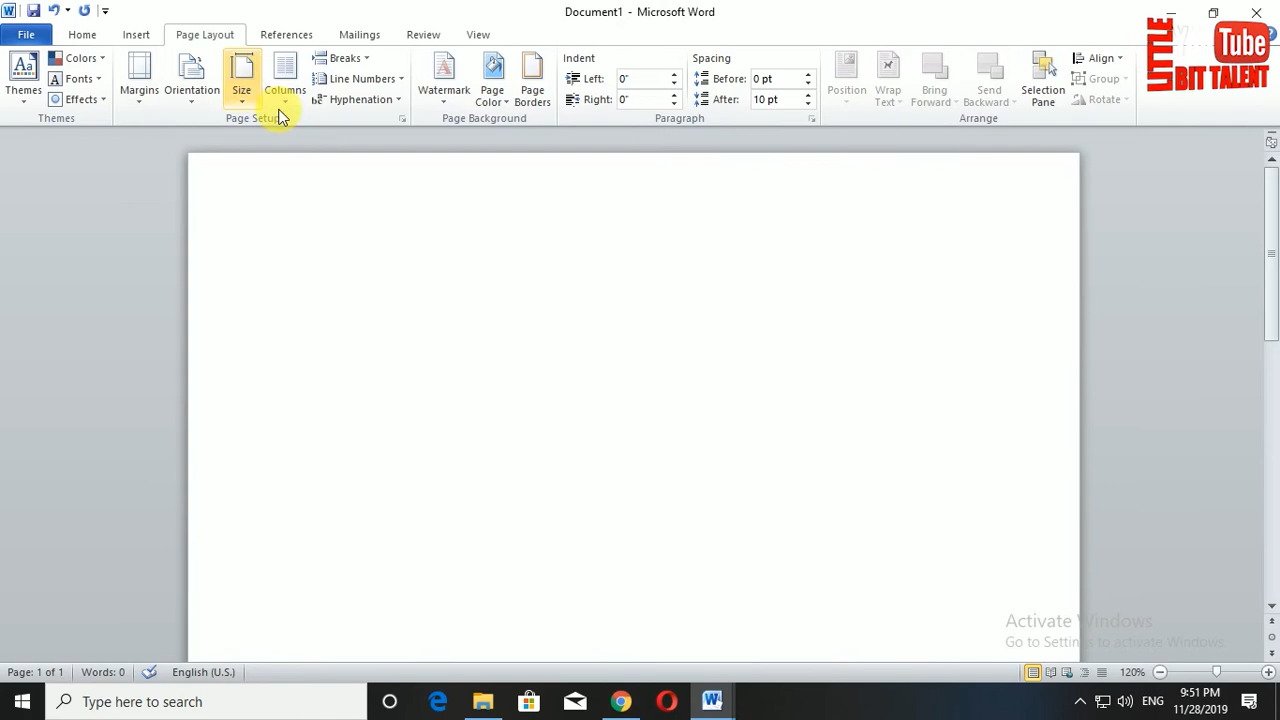 Document1 - Microsoft Word
File Home Insert Page Layout References Mailings Review View
LITTLE BIT TALENT
You Tube
Themes
Colors
Fonts
Effects
Themes
Margins
Orientation
Size
Columns
Breaks
Line Numbers
Hyphenation
Page Setup
Watermark
Page Color
Page Borders
Page Background
Indent
Left: 0"
Right: 0"
Spacing
Before: 0 pt
After: 10 pt
Paragraph
Position
Wrap Text
Bring Forward
Send Backward
Selection Pane
Align
Group
Rotate
Arrange
Activate Windows
Go to Settings to activate Windows.
Page: 1 of 1 Words: 0 English (U.S.) 120%
Type here to search
ENG
9:51 PM
11/28/2019